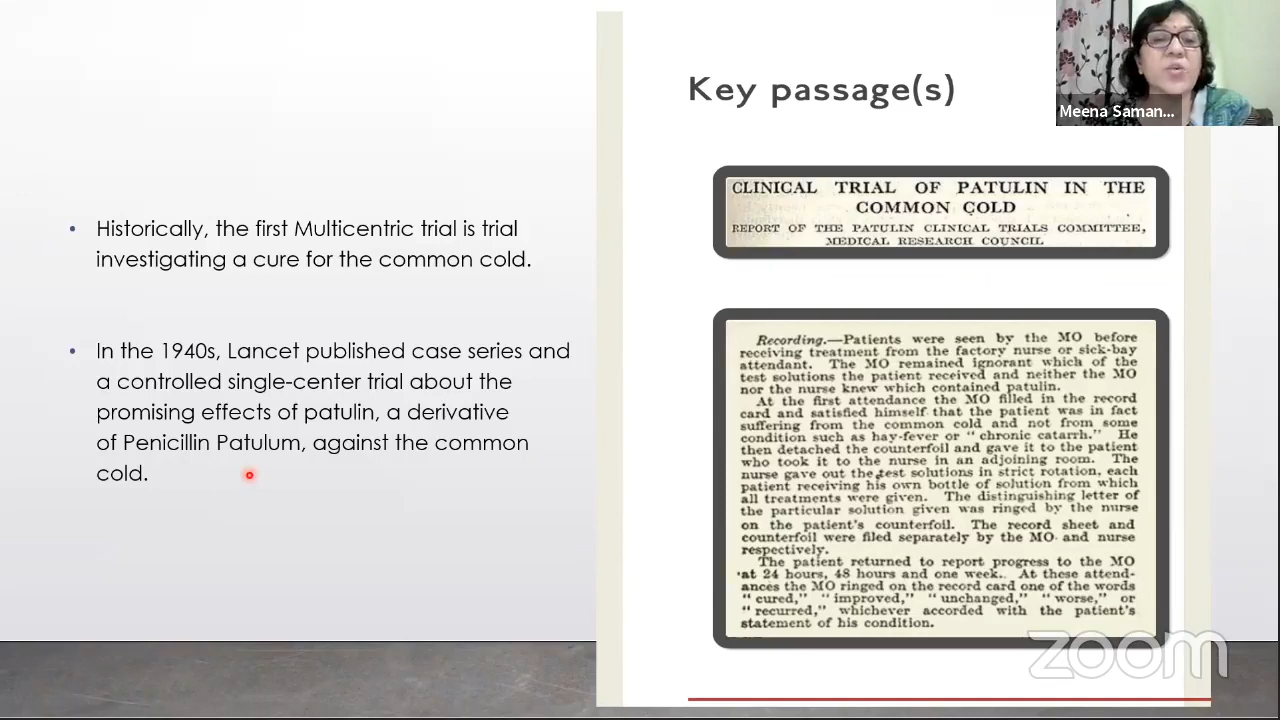 Historically, the first Multicentric trial is trial
investigating a cure for the common cold.
In the 1940s, Lancet published case series and
a controlled single-center trial about the
promising effects of patulin, a derivative
of Penicillin Patulum, against the common
cold.
Key passage(s)
CLINICAL TRIAL OF PATULIN IN THE
COMMON COLD
REPORT OF THE PATULIN CLINICAL TRIALS COMMITTEE,
MEDICAL RESEARCH COUNCIL
Recording.—Patients were seen by the MO before
receiving treatment from the factory nurse or sick-bay
attendant. The MO remained ignorant which of the
test solutions the patient received and neither the MO
nor the nurse knew which contained patulin.
At the first attendance the MO filled in the record
card and satisfied himself that the patient was in fact
suffering from the common cold and not from some
condition such as hay-fever or "chronic catarrh." He
then detached the counterfoil and gave it to the patient
who took it to the nurse in an adjoining room. The
nurse gave out the test solutions in strict rotation, each
patient receiving his own bottle of solution from which
all treatments were given. The distinguishing letter of
the particular solution given was ringed by the nurse
on the patient's counterfoil. The record sheet and
counterfoil were filed separately by the MO and nurse
respectively.
The patient returned to report progress to the MO
at 24 hours, 48 hours and one week. At these attend-
ances the MO ringed on the record card one of the words
"cured," "improved," "unchanged," "worse," or
"recurred," whichever accorded with the patient's
statement of his condition.
Meena Saman...
zoom